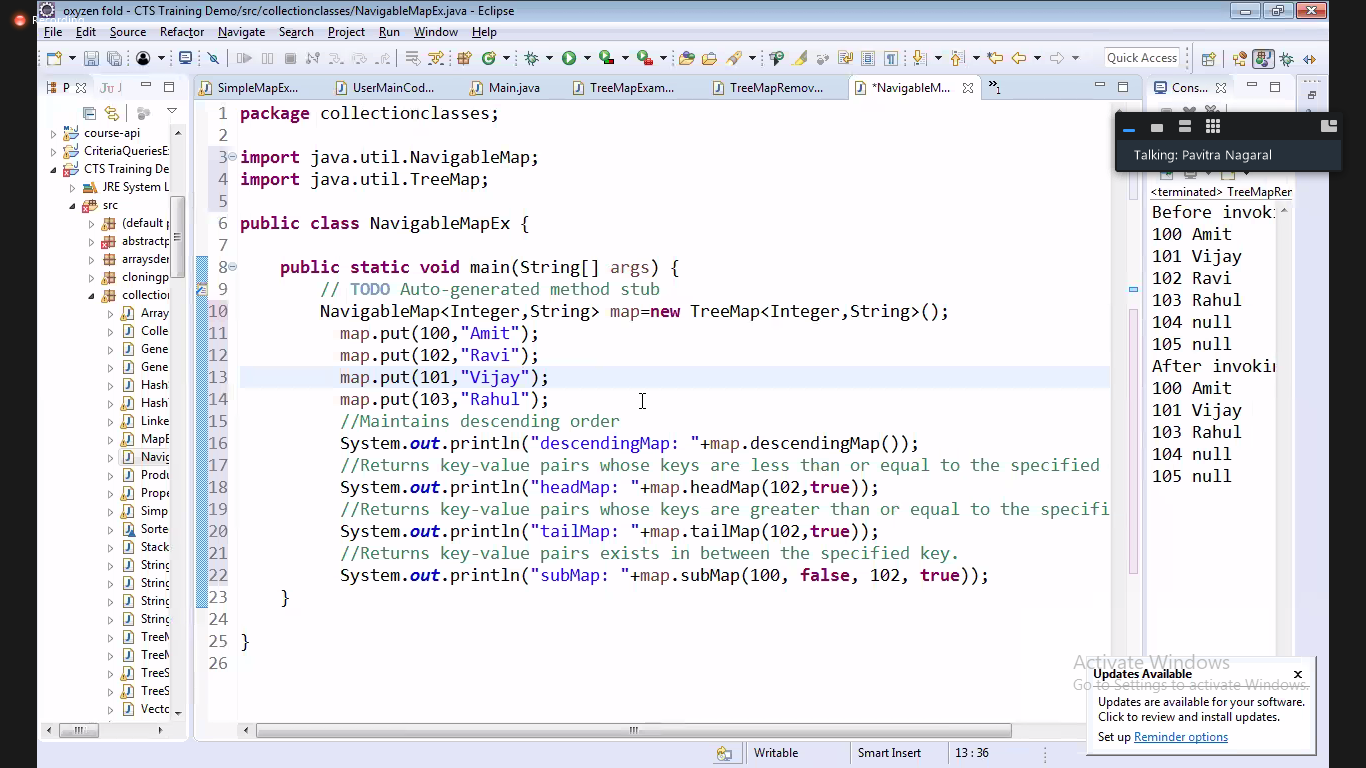 Recording
oxyzen fold - CTS Training Demo/src/collectionclasses/NavigableMapEx.java - Eclipse
File Edit Source Refactor Navigate Search Project Run Window Help
Quick Access
P Ju J
SimpleMapEx... UserMainCod... Main.java TreeMapExam... TreeMapRemov... *NavigableM... »1
Cons...
course-api
CriteriaQueriesE
CTS Training De
JRE System L
src
(default p
abstractp
arraysder
cloningp
collection
Array
Colle
Gene
Gene
Hash
Hash
Linke
MapE
Navig
Produ
Prope
Simp
Sorte
Stack
String
String
String
String
TreeM
TreeM
TreeS
TreeS
Vecto
1 package collectionclasses;
2
3 import java.util.NavigableMap;
4 import java.util.TreeMap;
5
6 public class NavigableMapEx {
7
8 public static void main(String[] args) {
9 // TODO Auto-generated method stub
10 NavigableMap<Integer,String> map=new TreeMap<Integer,String>();
11 map.put(100,"Amit");
12 map.put(102,"Ravi");
13 map.put(101,"Vijay");
14 map.put(103,"Rahul");
15 //Maintains descending order
16 System.out.println("descendingMap: "+map.descendingMap());
17 //Returns key-value pairs whose keys are less than or equal to the specified
18 System.out.println("headMap: "+map.headMap(102,true));
19 //Returns key-value pairs whose keys are greater than or equal to the specifi
20 System.out.println("tailMap: "+map.tailMap(102,true));
21 //Returns key-value pairs exists in between the specified key.
22 System.out.println("subMap: "+map.subMap(100, false, 102, true));
23 }
24
25 }
26
Talking: Pavitra Nagaral
<terminated> TreeMapRer
Before invoki
100 Amit
101 Vijay
102 Ravi
103 Rahul
104 null
105 null
After invokin
100 Amit
101 Vijay
103 Rahul
104 null
105 null
Activate Windows
Go to Settings to activate Windows.
Updates Available
Updates are available for your software.
Click to review and install updates.
Set up Reminder options
Writable Smart Insert 13 : 36